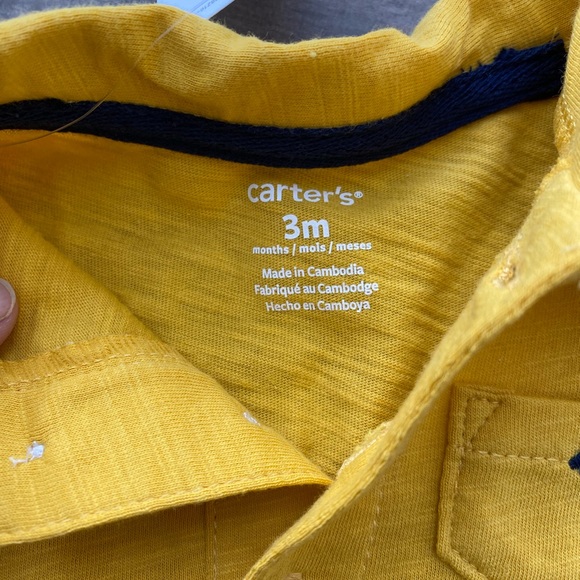 carter's®
3m
months / mois / meses
Made in Cambodia
Fabriqué au Cambodge
Hecho en Camboya